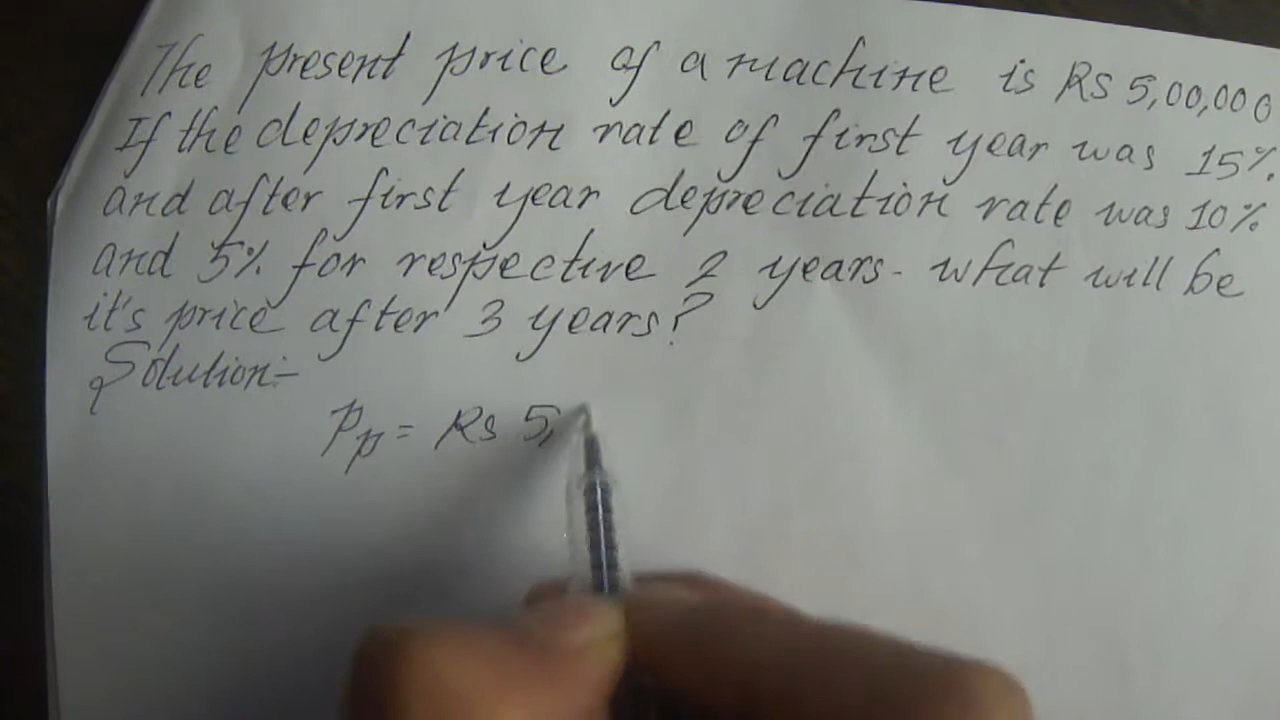 The present price of a machine is Rs 5,00,000
If the depreciation rate of first year was 15%.
and after first year depreciation rate was 10%
and 5% for respective 2 years. what will be
it's price after 3 years?
Solution:-
Pp = Rs 5,